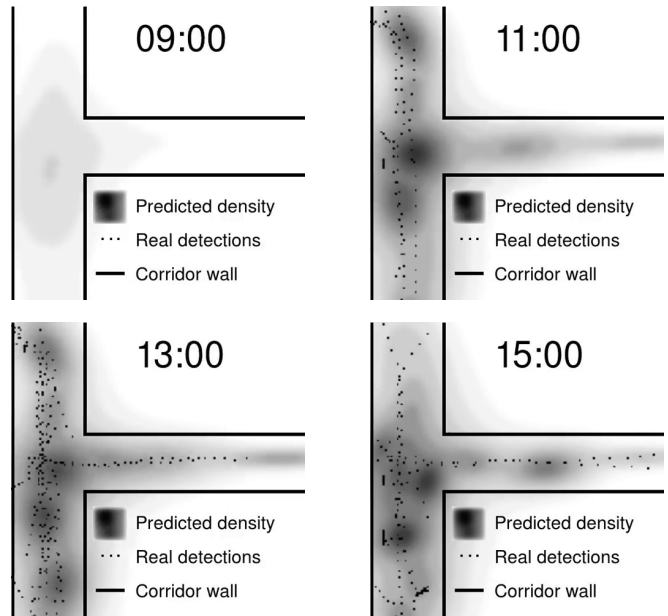 09:00
Predicted density
Real detections
Corridor wall
11:00
Predicted density
Real detections
Corridor wall
13:00
Predicted density
Real detections
Corridor wall
15:00
Predicted density
Real detections
Corridor wall